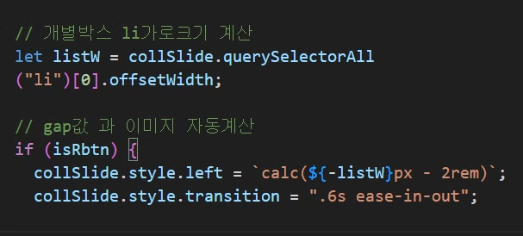 // 개별박스 li가로크기 계산
let listW = collSlide.querySelectorAll
("li")[0].offsetWidth;
// gap값 과 이미지 자동계산
if (isRbtn) {
collSlide.style.left = `calc(${-listW}px - 2rem)`;
collSlide.style.transition = ".6s ease-in-out";